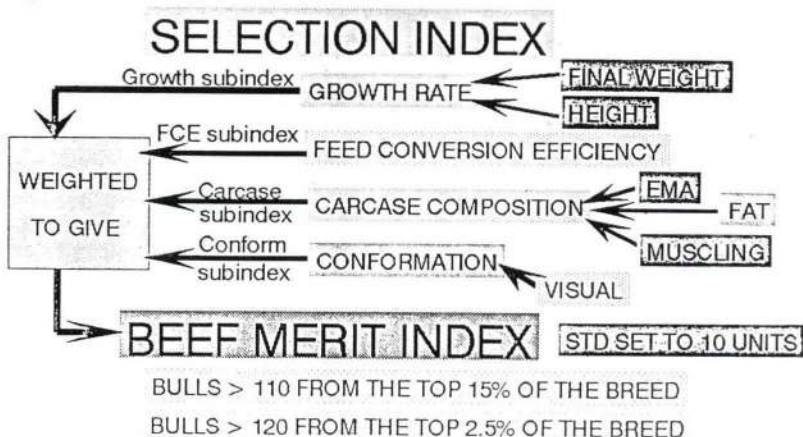 SELECTION INDEX
Growth subindex
GROWTH RATE
FINAL WEIGHT
HEIGHT
FCE subindex
FEED CONVERSION EFFICIENCY
WEIGHTED
TO GIVE
Carcase
subindex
CARCASE COMPOSITION
EMA
FAT
MUSCLING
Conform
subindex
CONFORMATION
VISUAL
BEEF MERIT INDEX
STD SET TO 10 UNITS
BULLS > 110 FROM THE TOP 15% OF THE BREED
BULLS > 120 FROM THE TOP 2.5% OF THE BREED